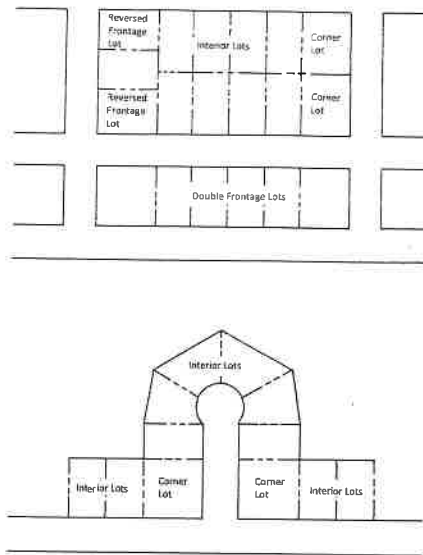 Reversed
Frontage
Lot
Interior Lots
Corner
Lot
Reversed
Frontage
Lot
Corner
Lot
Double Frontage Lots
Interior Lots
Interior Lots
Corner
Lot
Corner
Lot
Interior Lots